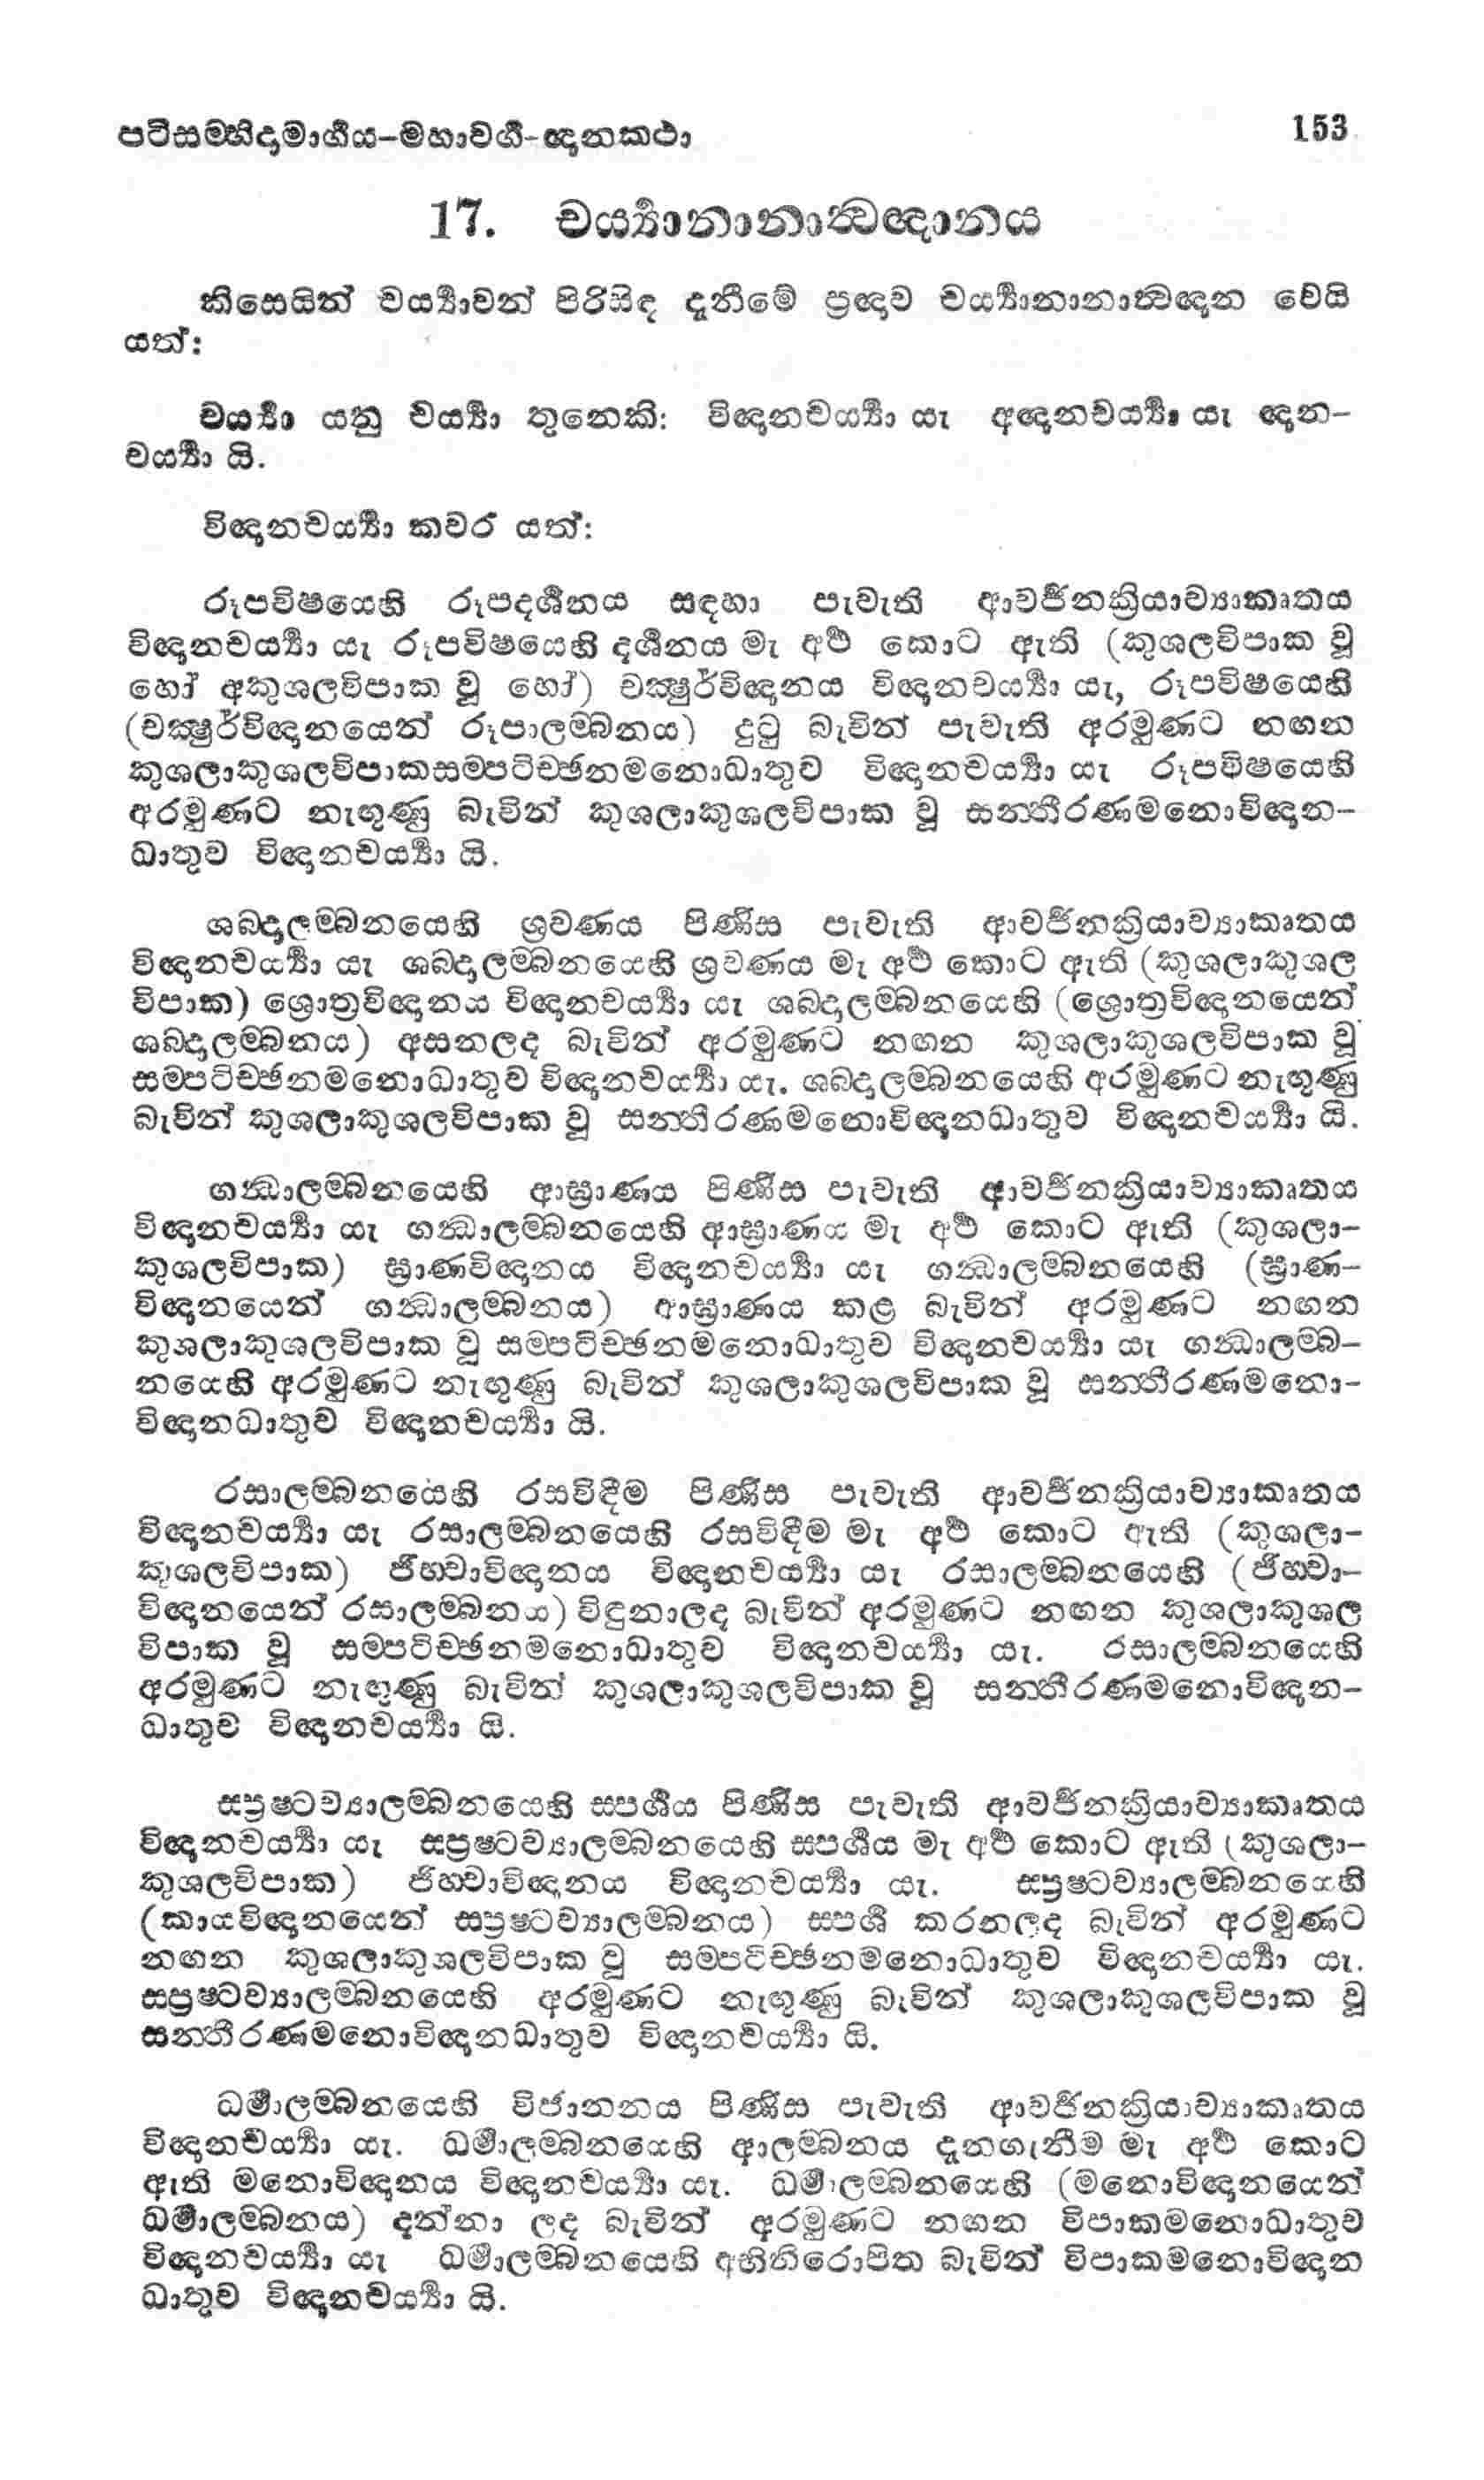 පටිසම්භිදාමාර්ගය-මහාවර්ග-ඥානකථා 153
17. චර්‍ය්‍යානානාත්වඥානය
කිසෙයින් චර්‍ය්‍යාවන් පිරිසිඳ දැනීමේ ප්‍රඥාව චර්‍ය්‍යානානාත්වඥාන වෙයි
යත්:
චර්‍ය්‍යා යනු චර්‍ය්‍යා තුනෙකි: විඥානචර්‍ය්‍යා යැ අඥානචර්‍ය්‍යා යැ ඥාන-
චර්‍ය්‍යා යි.
විඥානචර්‍ය්‍යා කවර යත්:
රූපවිෂයෙහි රූපදර්ශනය සඳහා පැවැති ආවර්ජනක්‍රියාව්‍යාකෘතය
විඥානචර්‍ය්‍යා යැ රූපවිෂයෙහි දර්ශනය මැ අර්ථ කොට ඇති (කුශලවිපාක වූ
හෝ අකුශලවිපාක වූ හෝ) චක්‍ෂුර්විඥානය විඥානචර්‍ය්‍යා යැ, රූපවිෂයෙහි
(චක්‍ෂුර්විඥානයෙන් රූපාලම්බනය) දුටු බැවින් පැවැති අරමුණට නඟන
කුශලාකුශලවිපාකසම්පටිච්ඡනමනොධාතුව විඥානචර්‍ය්‍යා යැ රූපවිෂයෙහි
අරමුණට නැඟුණු බැවින් කුශලාකුශලවිපාක වූ සන්තීරණමනොවිඥාන-
ධාතුව විඥානචර්‍ය්‍යා යි.
ශබ්දාලම්බනයෙහි ශ්‍රවණය පිණිස පැවැති ආවර්ජනක්‍රියාව්‍යාකෘතය
විඥානචර්‍ය්‍යා යැ ශබ්දාලම්බනයෙහි ශ්‍රවණය මැ අර්ථ කොට ඇති (කුශලාකුශල
විපාක) ශ්‍රොත්‍රවිඥානය විඥානචර්‍ය්‍යා යැ ශබ්දාලම්බනයෙහි (ශ්‍රොත්‍රවිඥානයෙන්
ශබ්දාලම්බනය) අසනලද බැවින් අරමුණට නඟන කුශලාකුශලවිපාක වූ
සම්පටිච්ඡනමනොධාතුව විඥානචර්‍ය්‍යා යැ. ශබ්දාලම්බනයෙහි අරමුණට නැඟුණු
බැවින් කුශලාකුශලවිපාක වූ සන්තීරණමනොවිඥානධාතුව විඥානචර්‍ය්‍යා යි.
ගන්ධාලම්බනයෙහි ආඝ්‍රාණය පිණිස පැවැති ආවර්ජනක්‍රියාව්‍යාකෘතය
විඥානචර්‍ය්‍යා යැ ගන්ධාලම්බනයෙහි ආඝ්‍රාණය මැ අර්ථ කොට ඇති (කුශලා-
කුශලවිපාක) ඝ්‍රාණවිඥානය විඥානචර්‍ය්‍යා යැ ගන්ධාලම්බනයෙහි (ඝ්‍රාණ-
විඥානයෙන් ගන්ධාලම්බනය) ආඝ්‍රාණය කළ බැවින් අරමුණට නඟන
කුශලාකුශලවිපාක වූ සම්පටිච්ඡනමනොධාතුව විඥානචර්‍ය්‍යා යැ ගන්ධාලම්බ-
නයෙහි අරමුණට නැඟුණු බැවින් කුශලාකුශලවිපාක වූ සන්තීරණමනො-
විඥානධාතුව විඥානචර්‍ය්‍යා යි.
රසාලම්බනයෙහි රසවිඳීම පිණිස පැවැති ආවර්ජනක්‍රියාව්‍යාකෘතය
විඥානචර්‍ය්‍යා යැ රසාලම්බනයෙහි රසවිඳීම මැ අර්ථ කොට ඇති (කුශලා-
කුශලවිපාක) ජිහ්වාවිඥානය විඥානචර්‍ය්‍යා යැ රසාලම්බනයෙහි (ජිහ්වා-
විඥානයෙන් රසාලම්බනය) විඳුනාලද බැවින් අරමුණට නඟන කුශලාකුශල
විපාක වූ සම්පටිච්ඡනමනොධාතුව විඥානචර්‍ය්‍යා යැ. රසාලම්බනයෙහි
අරමුණට නැඟුණු බැවින් කුශලාකුශලවිපාක වූ සන්තීරණමනොවිඥාන-
ධාතුව විඥානචර්‍ය්‍යා යි.
ස්ප්‍රෂ්ටව්‍යාලම්බනයෙහි ස්පර්ශය පිණිස පැවැති ආවර්ජනක්‍රියාව්‍යාකෘතය
විඥානචර්‍ය්‍යා යැ ස්ප්‍රෂ්ටව්‍යාලම්බනයෙහි ස්පර්ශය මැ අර්ථ කොට ඇති (කුශලා-
කුශලවිපාක) ජිහ්වාවිඥානය විඥානචර්‍ය්‍යා යැ. ස්ප්‍රෂ්ටව්‍යාලම්බනයෙහි
(කායවිඥානයෙන් ස්ප්‍රෂ්ටව්‍යාලම්බනය) ස්පර්ශ කරනලද බැවින් අරමුණට
නඟන කුශලාකුශලවිපාක වූ සම්පටිච්ඡනමනොධාතුව විඥානචර්‍ය්‍යා යැ.
ස්ප්‍රෂ්ටව්‍යාලම්බනයෙහි අරමුණට නැඟුණු බැවින් කුශලාකුශලවිපාක වූ
සන්තීරණමනොවිඥානධාතුව විඥානචර්‍ය්‍යා යි.
ධර්මාලම්බනයෙහි විජානනය පිණිස පැවැති ආවර්ජනක්‍රියාව්‍යාකෘතය
විඥානචර්‍ය්‍යා යැ. ධර්මාලම්බනයෙහි ආලම්බනය දැනගැනීම මැ අර්ථ කොට
ඇති මනොවිඥානය විඥානචර්‍ය්‍යා යැ. ධර්මාලම්බනයෙහි (මනොවිඥානයෙන්
ධර්මාලම්බනය) දන්නා ලද බැවින් අරමුණට නඟන විපාකමනොධාතුව
විඥානචර්‍ය්‍යා යැ ධර්මාලම්බනයෙහි අභිනිරොපිත බැවින් විපාකමනොවිඥාන
ධාතුව විඥානචර්‍ය්‍යා යි.